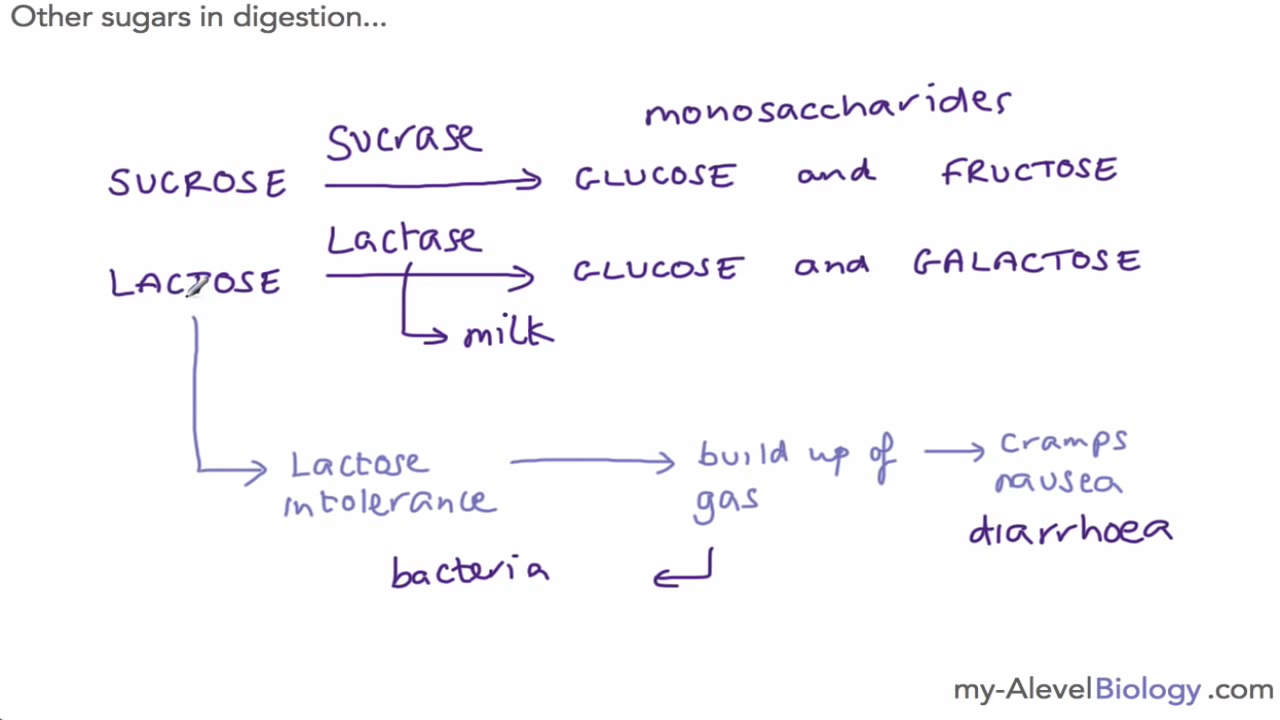 Other sugars in digestion...
monosaccharides
Sucrase
SUCROSE GLUCOSE and FRUCTOSE
Lactase
LACTOSE GLUCOSE and GALACTOSE
milk
Lactose build up of cramps
intolerance gas nausea
diarrhoea
bacteria
my-AlevelBiology.com